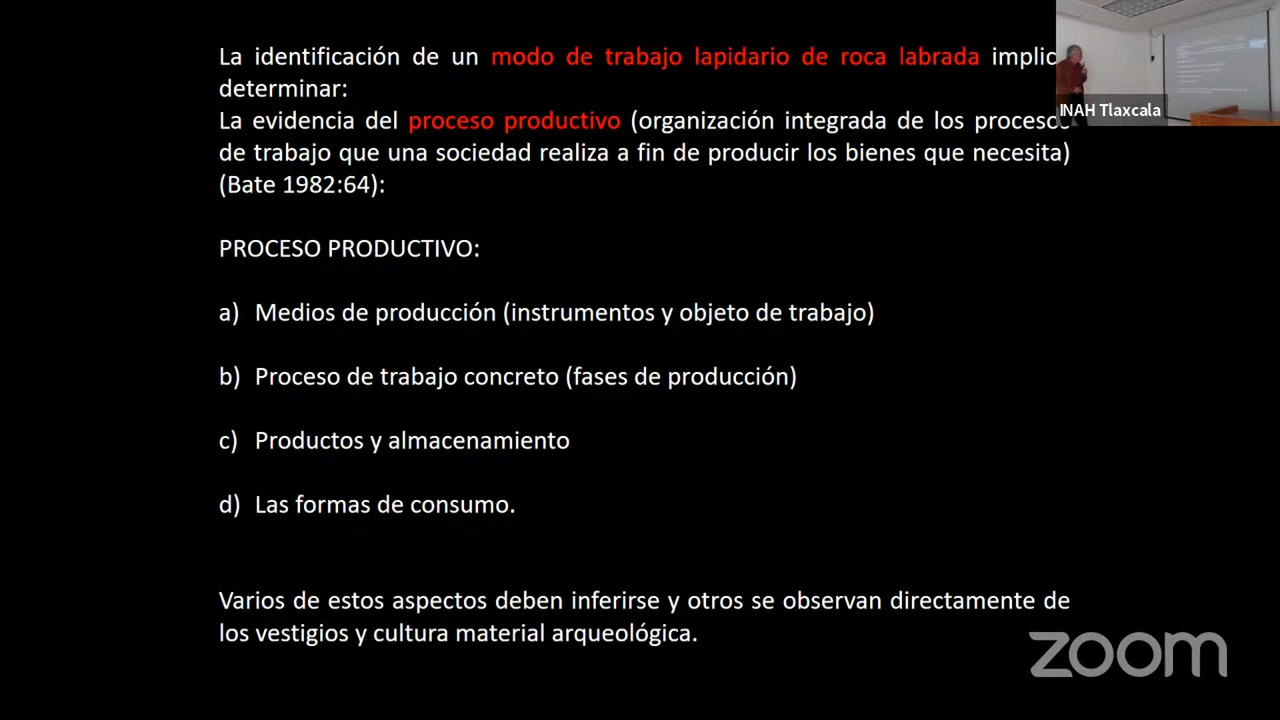 La identificación de un modo de trabajo lapidario de roca labrada implic
determinar:
La evidencia del proceso productivo (organización integrada de los proceso
de trabajo que una sociedad realiza a fin de producir los bienes que necesita)
(Bate 1982:64):
PROCESO PRODUCTIVO:
a) Medios de producción (instrumentos y objeto de trabajo)
b) Proceso de trabajo concreto (fases de producción)
c) Productos y almacenamiento
d) Las formas de consumo.
Varios de estos aspectos deben inferirse y otros se observan directamente de
los vestigios y cultura material arqueológica.
INAH Tlaxcala
zoom